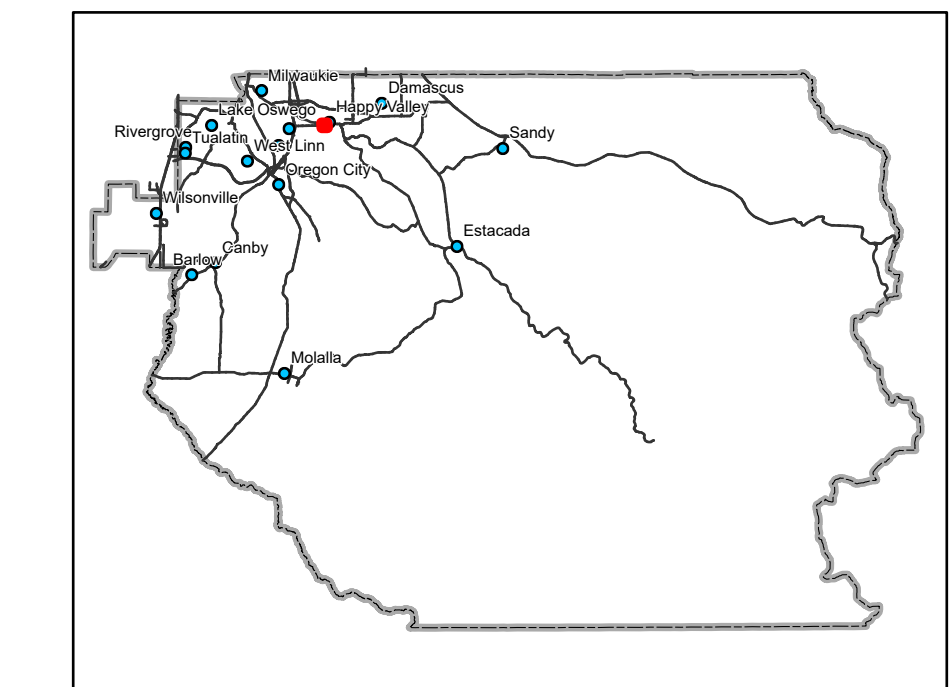 Milwaukie
Damascus
Lake Oswego
Happy Valley
Rivergrove
Tualatin
Sandy
West Linn
Oregon City
Wilsonville
Estacada
Canby
Barlow
Molalla